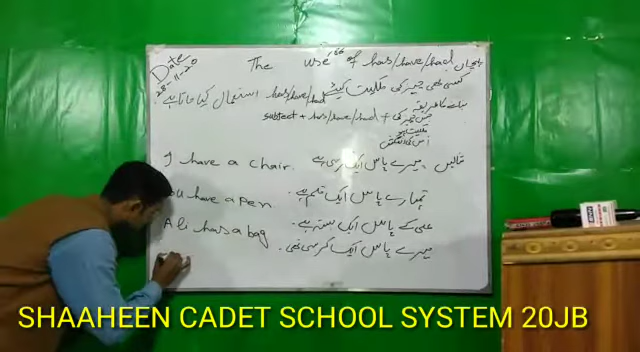 Date
28-11-20
The use of has/have/had
کسی بھی چیز کی ملکیت کیلئے has/have/had استعمال کیا جاتا ہے
subject + has/have/had +
I have a chair. میرے پاس ایک کرسی ہے
You have a pen. تمہارے پاس ایک قلم ہے۔
Ali has a bag علی کے پاس ایک بستہ ہے۔
میرے پاس ایک کرسی تھی۔
SHAAHEEN CADET SCHOOL SYSTEM 20JB